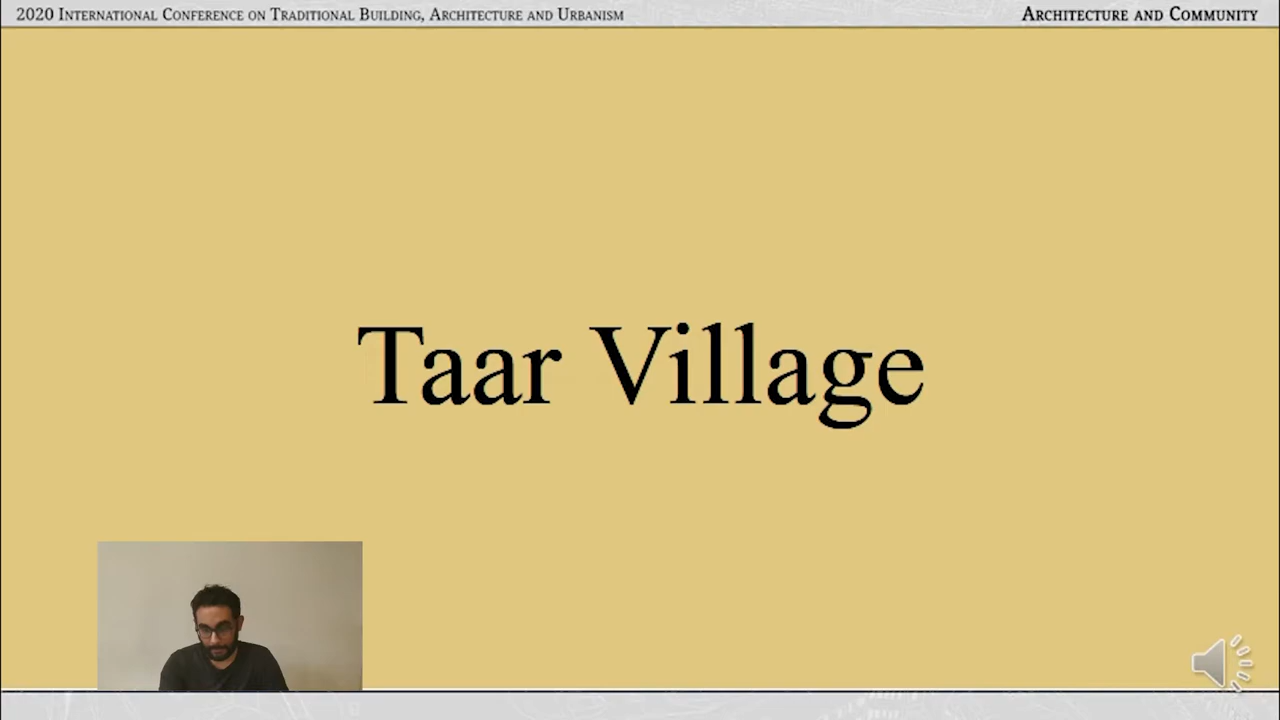 2020 International Conference on Traditional Building, Architecture and Urbanism
Architecture and Community
Taar Village